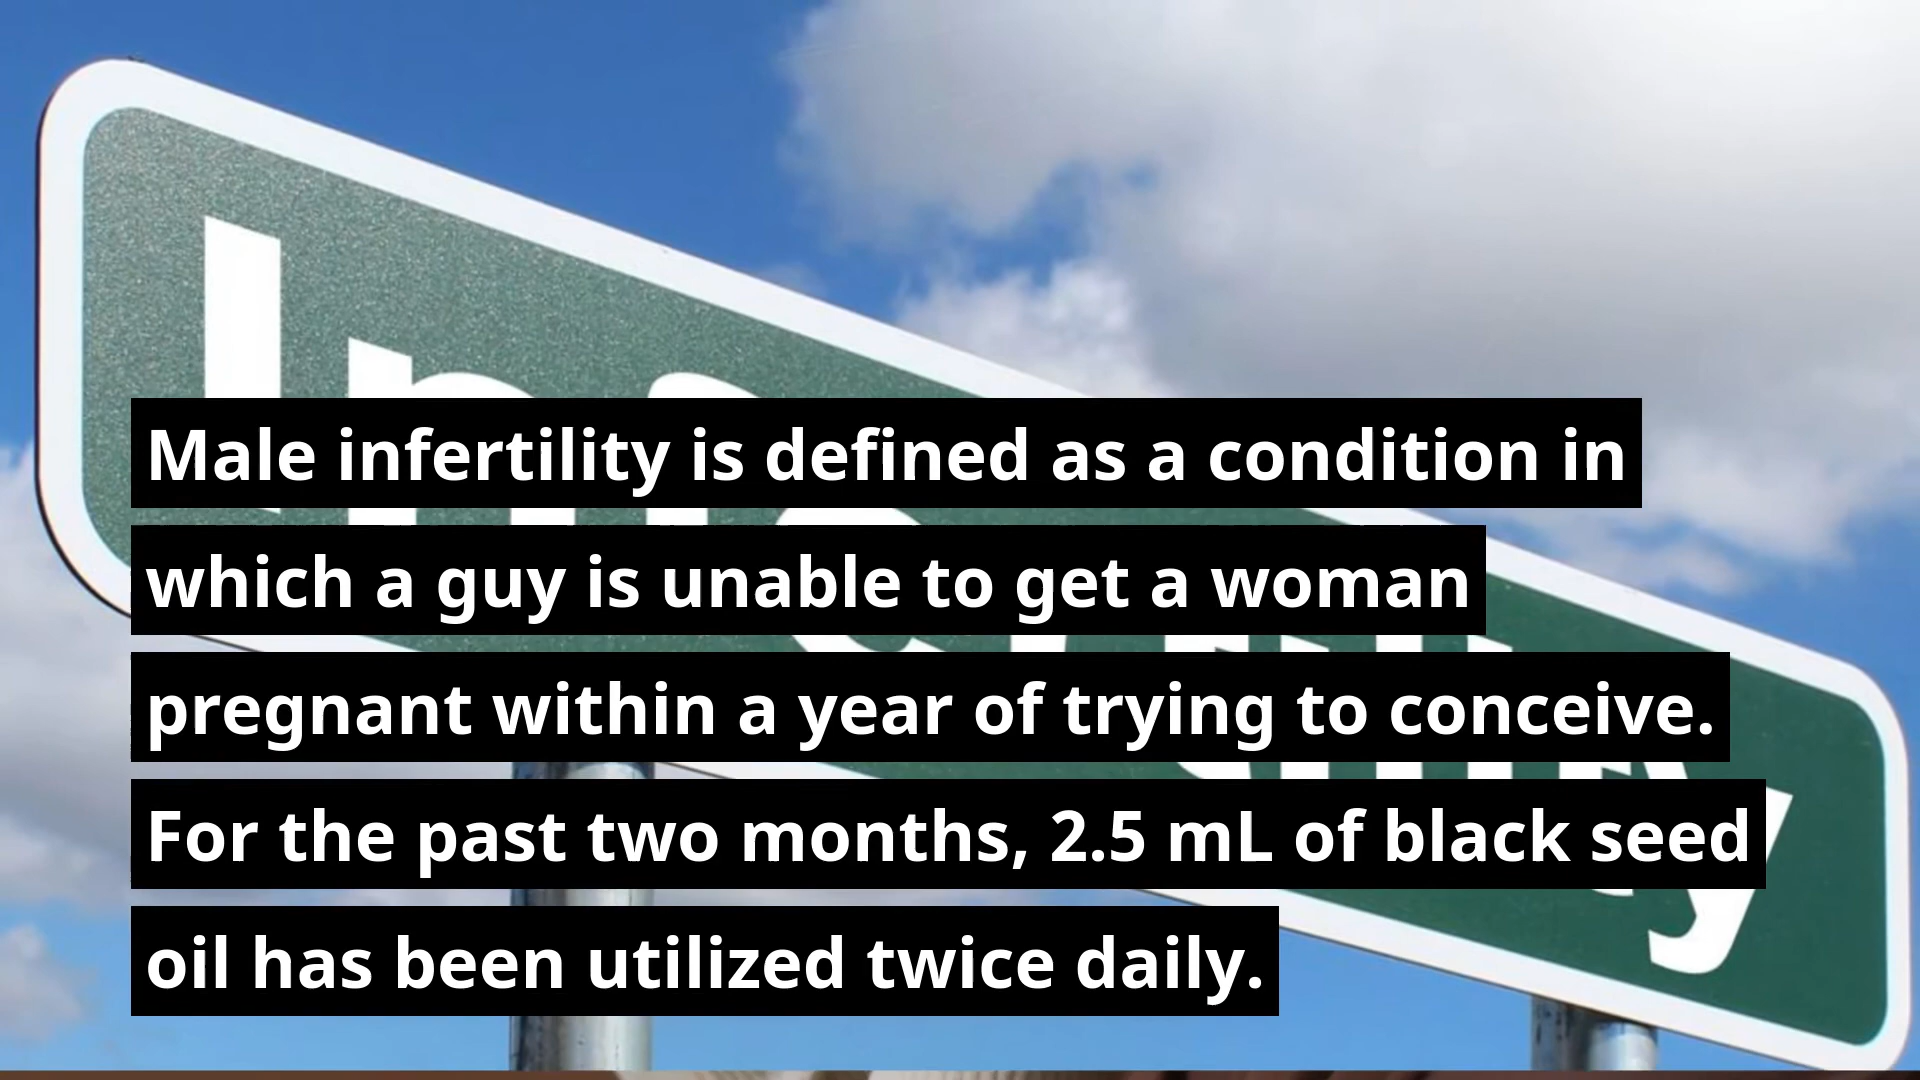 Male infertility is defined as a condition in
which a guy is unable to get a woman
pregnant within a year of trying to conceive.
For the past two months, 2.5 mL of black seed
oil has been utilized twice daily.